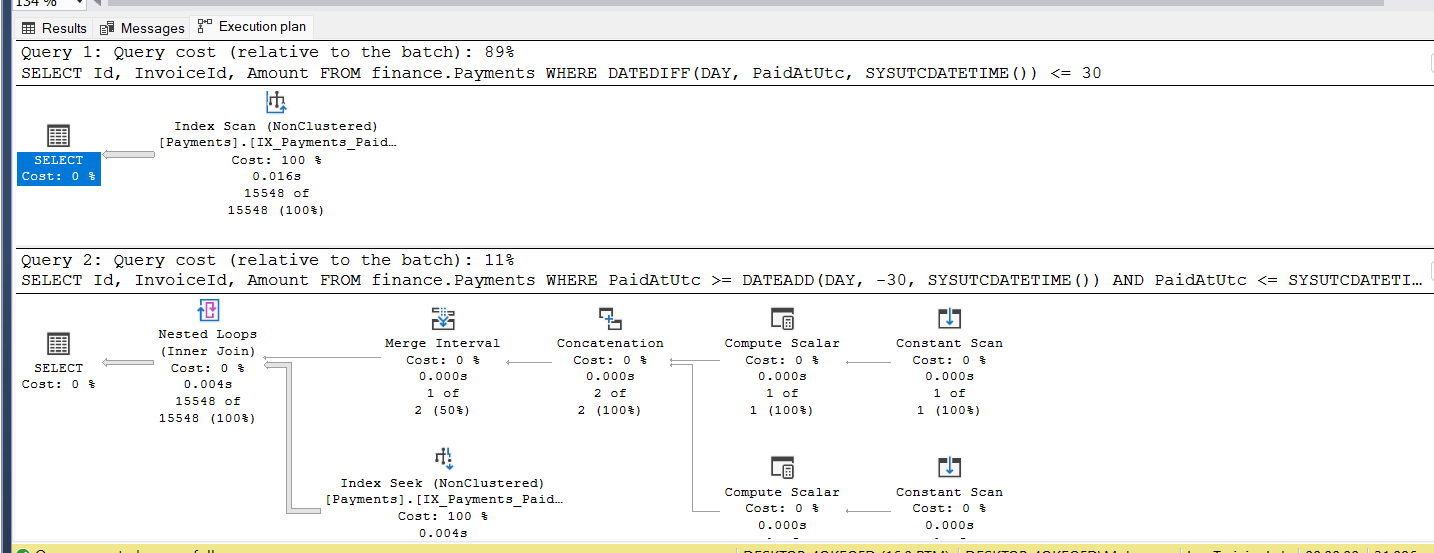 134 %
Results Messages Execution plan
Query 1: Query cost (relative to the batch): 89%
SELECT Id, InvoiceId, Amount FROM finance.Payments WHERE DATEDIFF(DAY, PaidAtUtc, SYSUTCDATETIME()) <= 30
Index Scan (NonClustered)
[Payments].[IX_Payments_Paid…
Cost: 100 %
0.016s
15548 of
15548 (100%)
SELECT
Cost: 0 %
Query 2: Query cost (relative to the batch): 11%
SELECT Id, InvoiceId, Amount FROM finance.Payments WHERE PaidAtUtc >= DATEADD(DAY, -30, SYSUTCDATETIME()) AND PaidAtUtc <= SYSUTCDATETI…
SELECT
Cost: 0 %
Nested Loops
(Inner Join)
Cost: 0 %
0.004s
15548 of
15548 (100%)
Merge Interval
Cost: 0 %
0.000s
1 of
2 (50%)
Concatenation
Cost: 0 %
0.000s
2 of
2 (100%)
Compute Scalar
Cost: 0 %
0.000s
1 of
1 (100%)
Constant Scan
Cost: 0 %
0.000s
1 of
1 (100%)
Index Seek (NonClustered)
[Payments].[IX_Payments_Paid…
Cost: 100 %
0.004s
Compute Scalar
Cost: 0 %
0.000s
Constant Scan
Cost: 0 %
0.000s